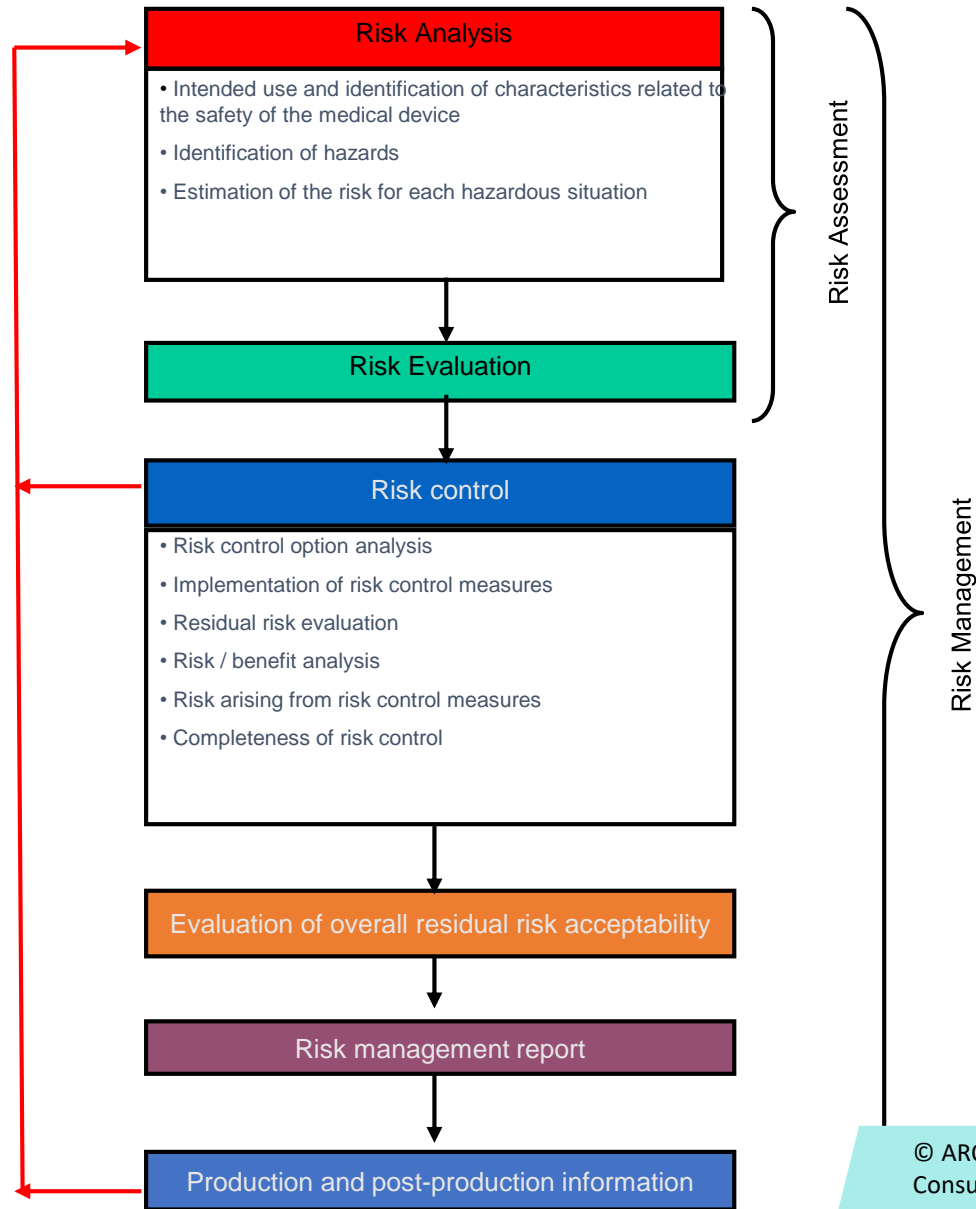 Risk Analysis
• Intended use and identification of characteristics related to
the safety of the medical device
• Identification of hazards
• Estimation of the risk for each hazardous situation
Risk Evaluation
Risk control
• Risk control option analysis
• Implementation of risk control measures
• Residual risk evaluation
• Risk / benefit analysis
• Risk arising from risk control measures
• Completeness of risk control
Evaluation of overall residual risk acceptability
Risk management report
Production and post-production information
Risk Assessment
Risk Management
©